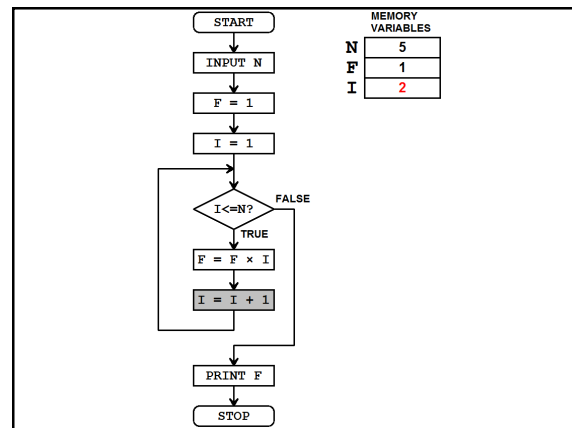 START
INPUT N
F = 1
I = 1
I<=N?
FALSE
TRUE
F = F × I
I = I + 1
PRINT F
STOP
MEMORY
VARIABLES
N 5
F 1
I 2